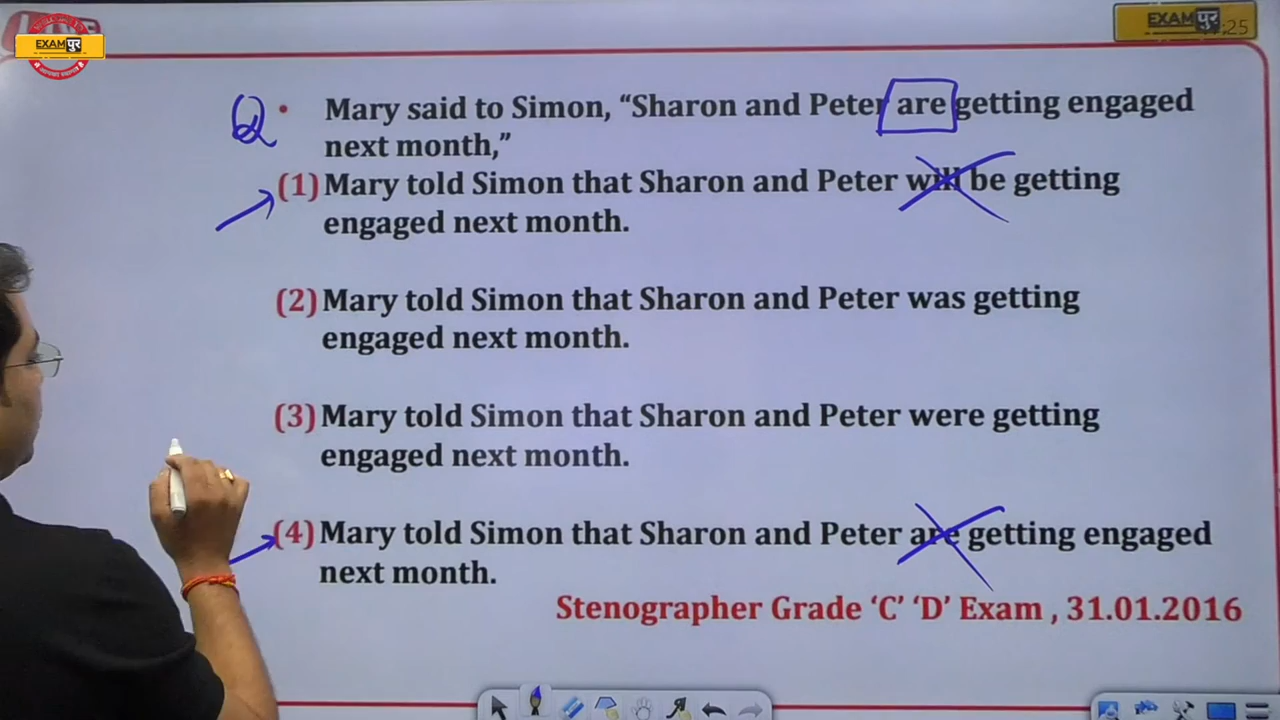 EXAMपुर
EXAMपुर
:25
Q • Mary said to Simon, “Sharon and Peter are getting engaged
next month,”
(1) Mary told Simon that Sharon and Peter will be getting
engaged next month.
(2) Mary told Simon that Sharon and Peter was getting
engaged next month.
(3) Mary told Simon that Sharon and Peter were getting
engaged next month.
(4) Mary told Simon that Sharon and Peter are getting engaged
next month.
Stenographer Grade ‘C’ ‘D’ Exam , 31.01.2016